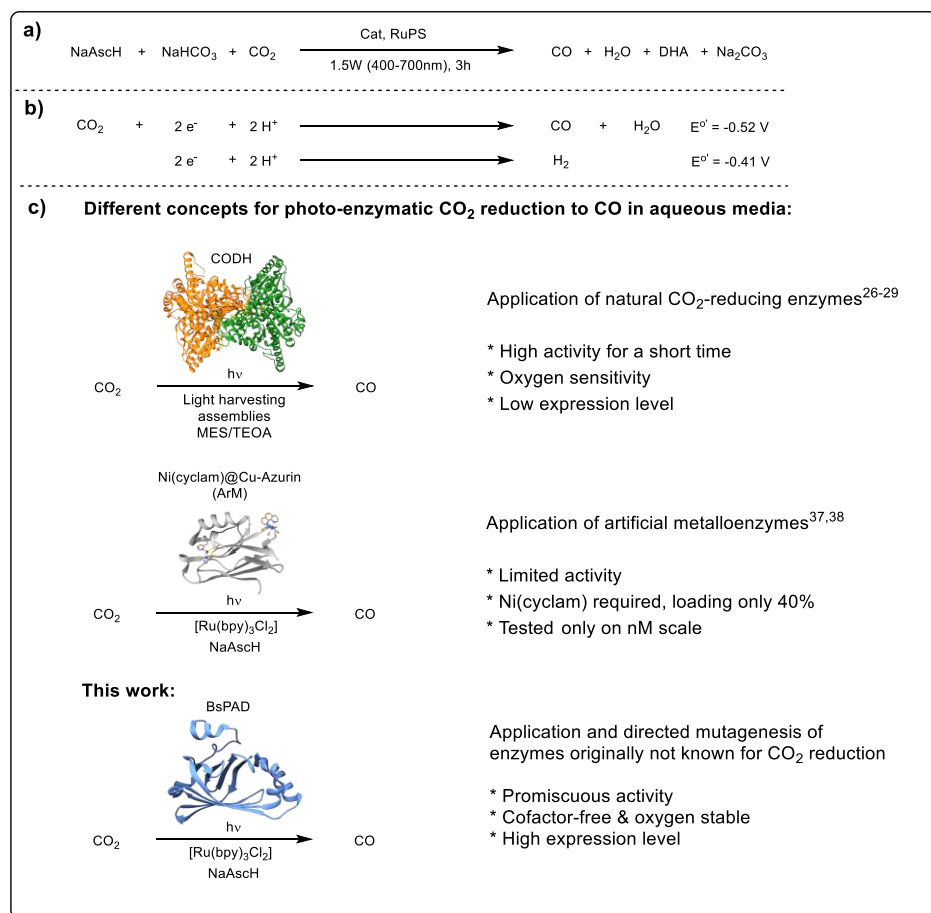 a)
Cat, RuPS
NaAscH + NaHCO₃ + CO₂ CO + H₂O + DHA + Na₂CO₃
1.5W (400-700nm), 3h
b)
CO₂ + 2 e⁻ + 2 H⁺ CO + H₂O E°' = -0.52 V
2 e⁻ + 2 H⁺ H₂ E°' = -0.41 V
c) Different concepts for photo-enzymatic CO₂ reduction to CO in aqueous media:
CODH
Application of natural CO₂-reducing enzymes²⁶⁻²⁹
* High activity for a short time
* Oxygen sensitivity
* Low expression level
hν
CO₂ CO
Light harvesting
assemblies
MES/TEOA
Ni(cyclam)@Cu-Azurin
(ArM)
Application of artificial metalloenzymes³⁷,³⁸
* Limited activity
* Ni(cyclam) required, loading only 40%
* Tested only on nM scale
hν
CO₂ CO
[Ru(bpy)₃Cl₂]
NaAscH
This work:
BsPAD
Application and directed mutagenesis of
enzymes originally not known for CO₂ reduction
* Promiscuous activity
* Cofactor-free & oxygen stable
* High expression level
hν
CO₂ CO
[Ru(bpy)₃Cl₂]
NaAscH